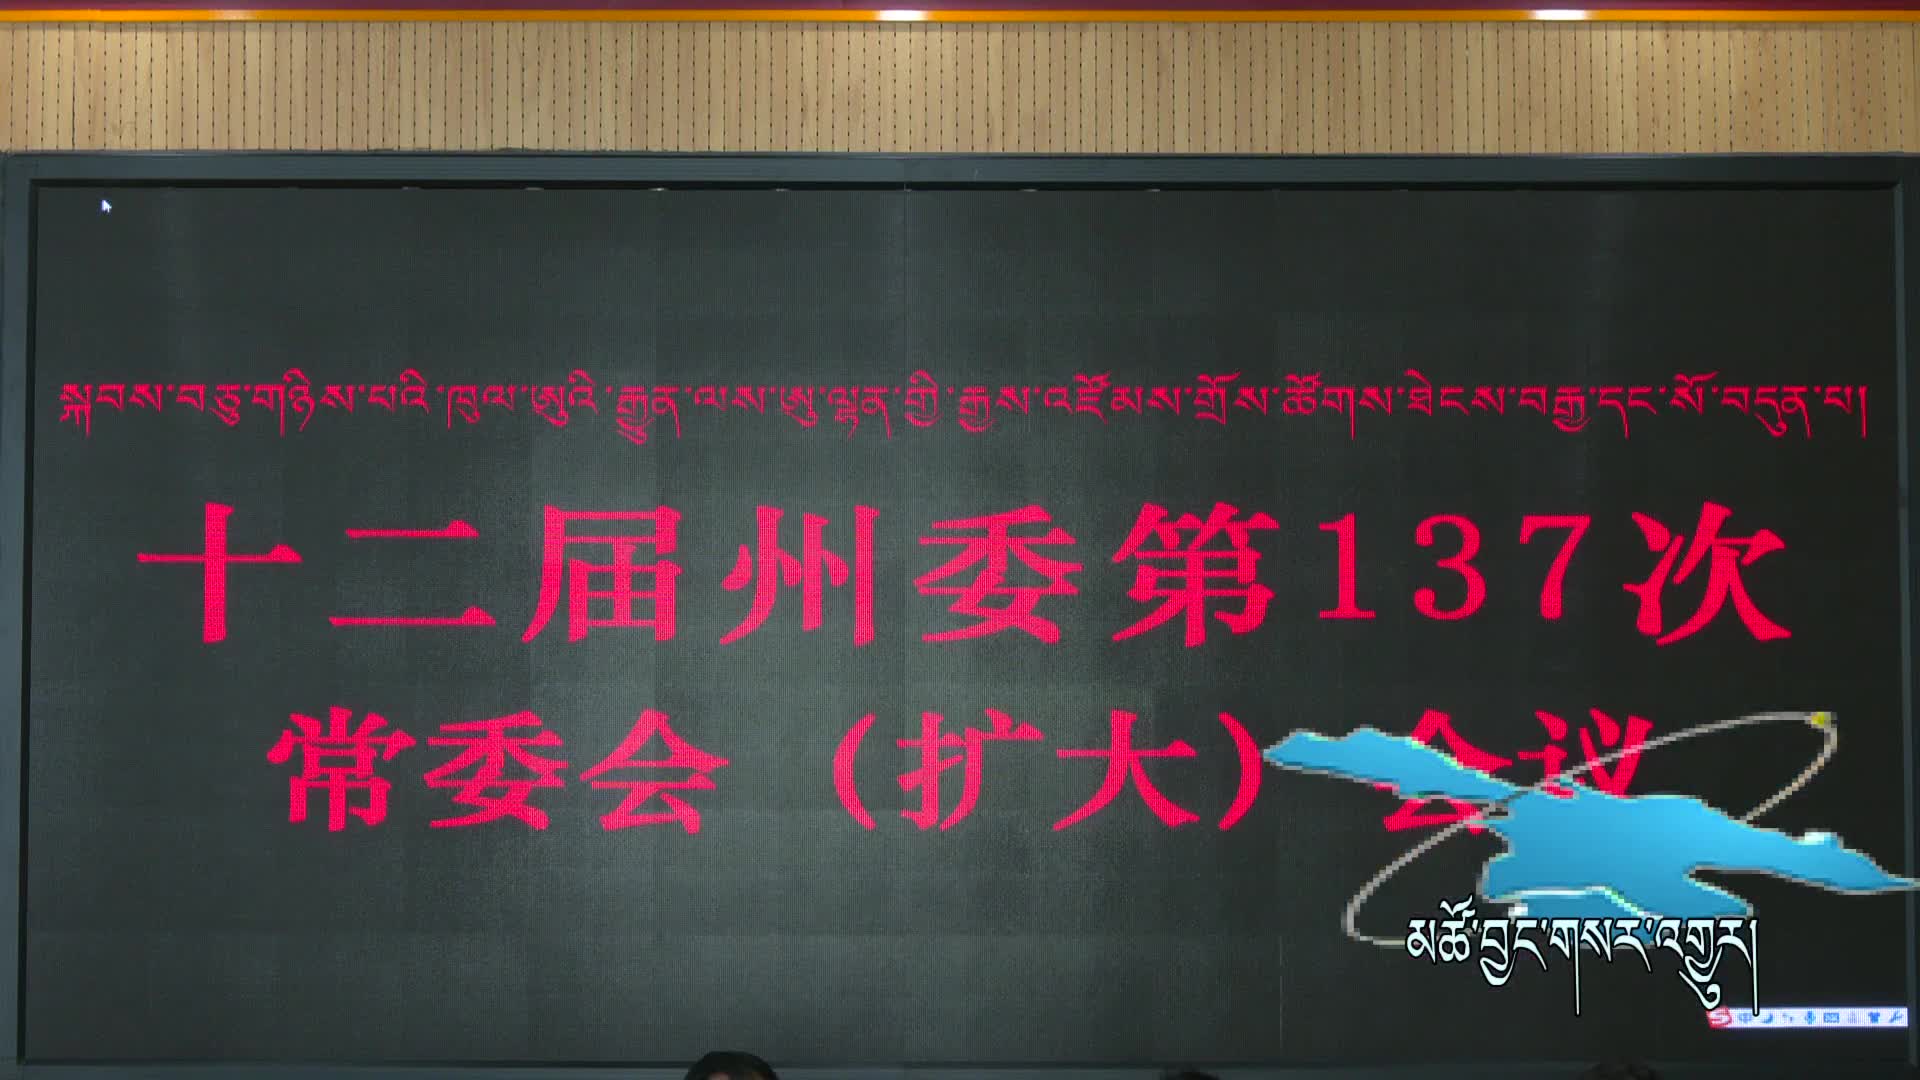 སྐབས་བཅུ་གཉིས་པའི་ཁུལ་ཨུའི་རྒྱུན་ལས་ཨུ་ལྷན་གྱི་རྒྱས་འཛོམས་གྲོས་ཚོགས་ཐེངས་བརྒྱ་དང་སོ་བདུན་པ།
十二届州委第137次
常委会（扩大）会议
མཚོ་བྱང་གསར་འགྱུར།
中